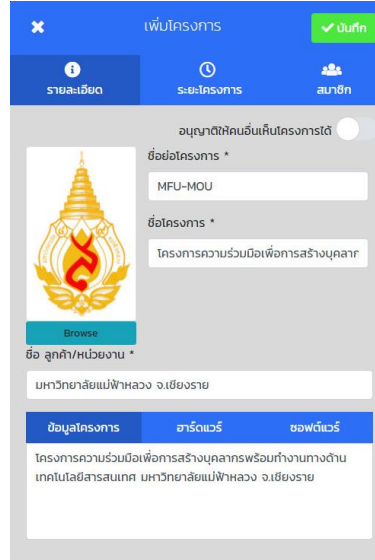 เพิ่มโครงการ
บันทึก
รายละเอียด
ระยะโครงการ
สมาชิก
อนุญาติให้คนอื่นเห็นโครงการได้
ชื่อย่อโครงการ *
MFU-MOU
ชื่อโครงการ *
โครงการความร่วมมือเพื่อการสร้างบุคลาก
Browse
ชื่อ ลูกค้า/หน่วยงาน *
มหาวิทยาลัยแม่ฟ้าหลวง จ.เชียงราย
ข้อมูลโครงการ
ฮาร์ดแวร์
ซอฟต์แวร์
โครงการความร่วมมือเพื่อการสร้างบุคลากรพร้อมทำงานทางด้าน
เทคโนโลยีสารสนเทศ มหาวิทยาลัยแม่ฟ้าหลวง จ.เชียงราย